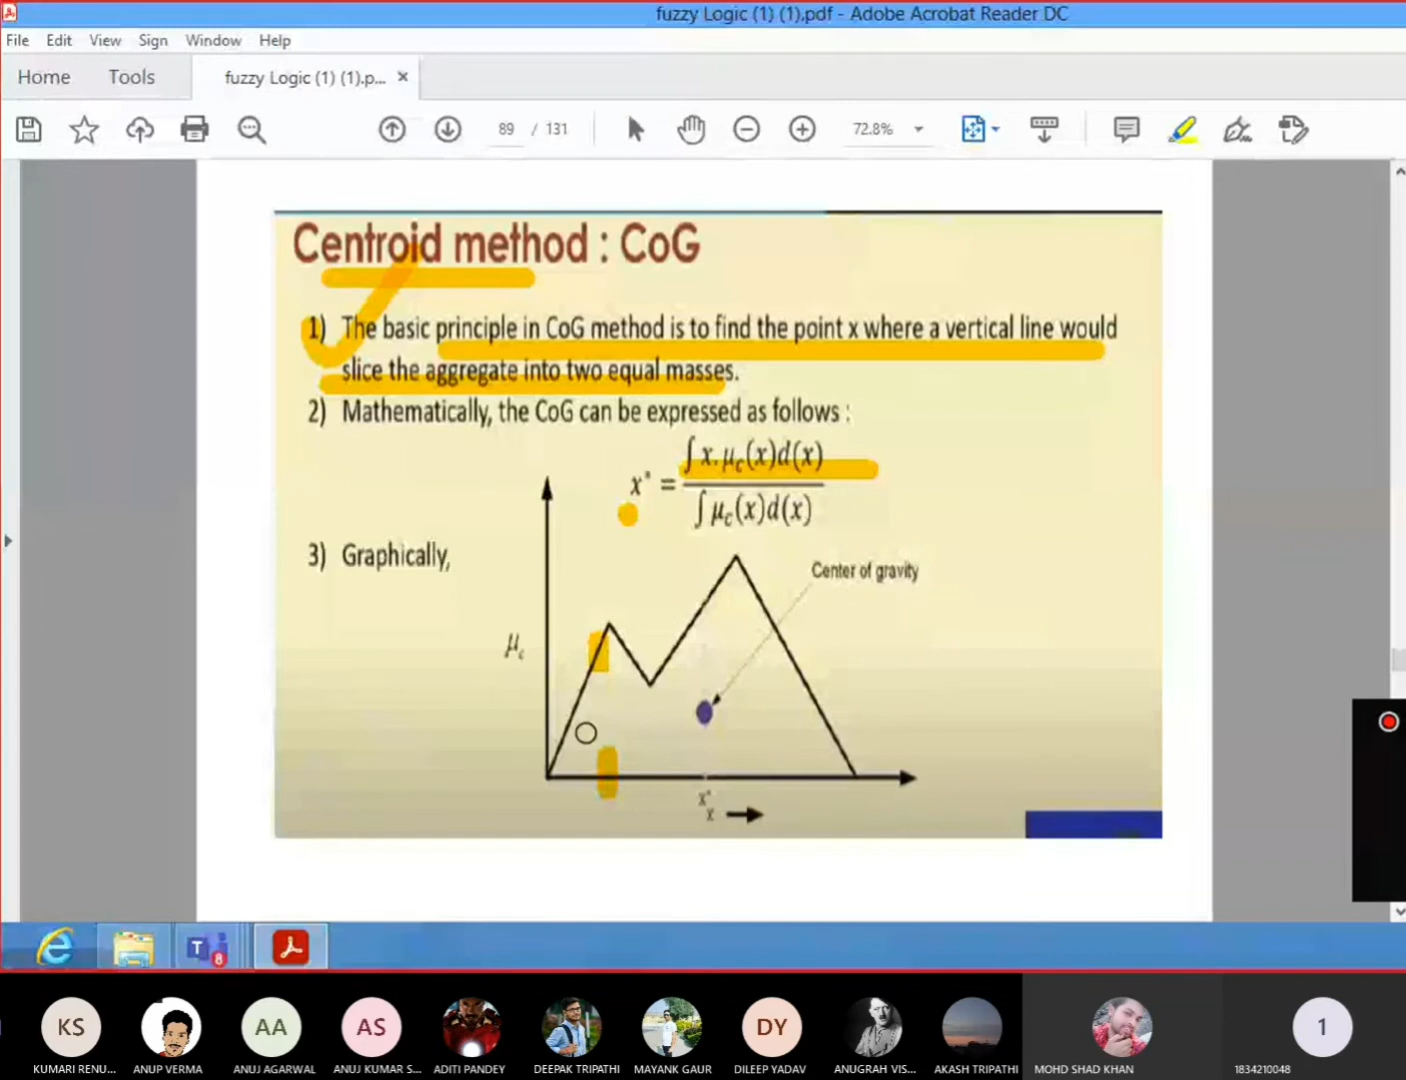 fuzzy Logic (1) (1).pdf - Adobe Acrobat Reader DC
File Edit View Sign Window Help
Home Tools fuzzy Logic (1) (1).p... ×
89 / 131 72.8%
Centroid method : CoG
1) The basic principle in CoG method is to find the point x where a vertical line would
slice the aggregate into two equal masses.
2) Mathematically, the CoG can be expressed as follows :
x* = ∫ x. μc(x)d(x) / ∫ μc(x)d(x)
3) Graphically,
Center of gravity
μc
x*
x
T 8
KS AA AS DY 1
KUMARI RENU... ANUP VERMA ANUJ AGARWAL ANUJ KUMAR S... ADITI PANDEY DEEPAK TRIPATHI MAYANK GAUR DILEEP YADAV ANUGRAH VIS... AKASH TRIPATHI MOHD SHAD KHAN 1834210048